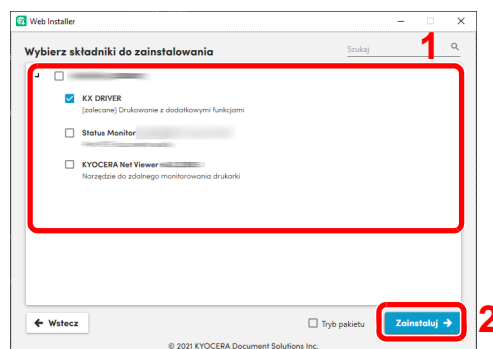 Web Installer
Wybierz składniki do zainstalowania
Szukaj
1
KX DRIVER
(zalecane) Drukowanie z dodatkowymi funkcjami
Status Monitor
KYOCERA Net Viewer
Narzędzie do zdalnego monitorowania drukarki
Wstecz
Tryb pakietu
Zainstaluj
2
© 2021 KYOCERA Document Solutions Inc.